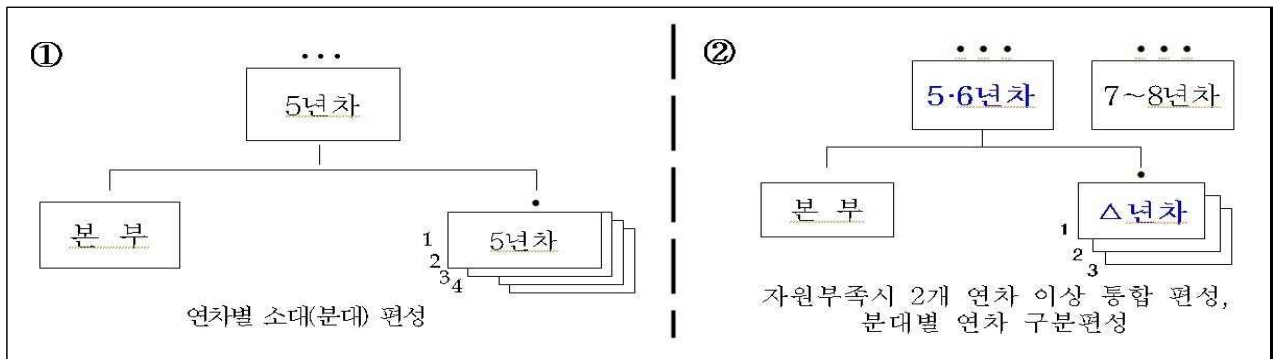 ①
• • •
5년차
본 부
•
5년차
1
2
3
4
연차별 소대(분대) 편성
②
• • •
5·6년차
• • •
7∼8년차
본 부
•
△년차
1
2
3
자원부족시 2개 연차 이상 통합 편성,
분대별 연차 구분편성